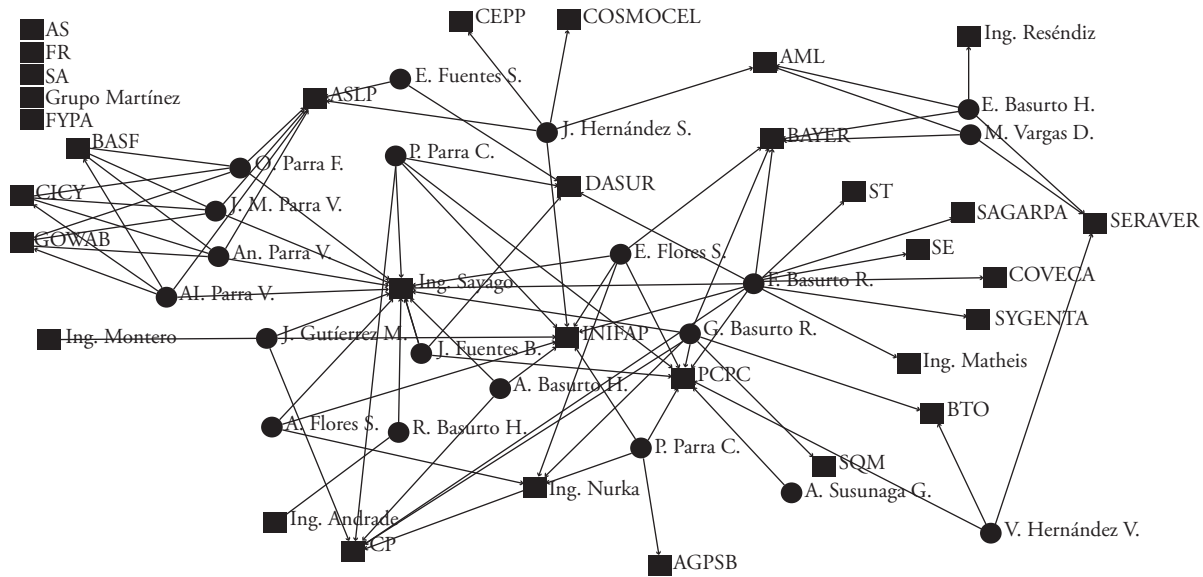 CEPP
COSMOCEL
AS
Ing. Reséndiz
FR
AML
SA
E. Fuentes S.
ASLP
Grupo Martínez
E. Basurto H.
FYPA
J. Hernández S.
BAYER
M. Vargas D.
BASF
P. Parra C.
O. Parra F.
DASUR
ST
CICY
J. M. Parra V.
SAGARPA
SERAVER
GOWAB
An. Parra V.
E. Flores S.
SE
Ing. Sayago
F. Basurto R.
COVECA
AI. Parra V.
SYGENTA
Ing. Montero
J. Gutíerrez M.
INIFAP
G. Basurto R.
J. Fuentes B.
Ing. Matheis
PCPC
A. Basurto H.
BTO
A. Flores S.
R. Basurto H.
P. Parra C.
SQM
Ing. Nurka
A. Susunaga G.
Ing. Andrade
V. Hernández V.
CP
AGPSB